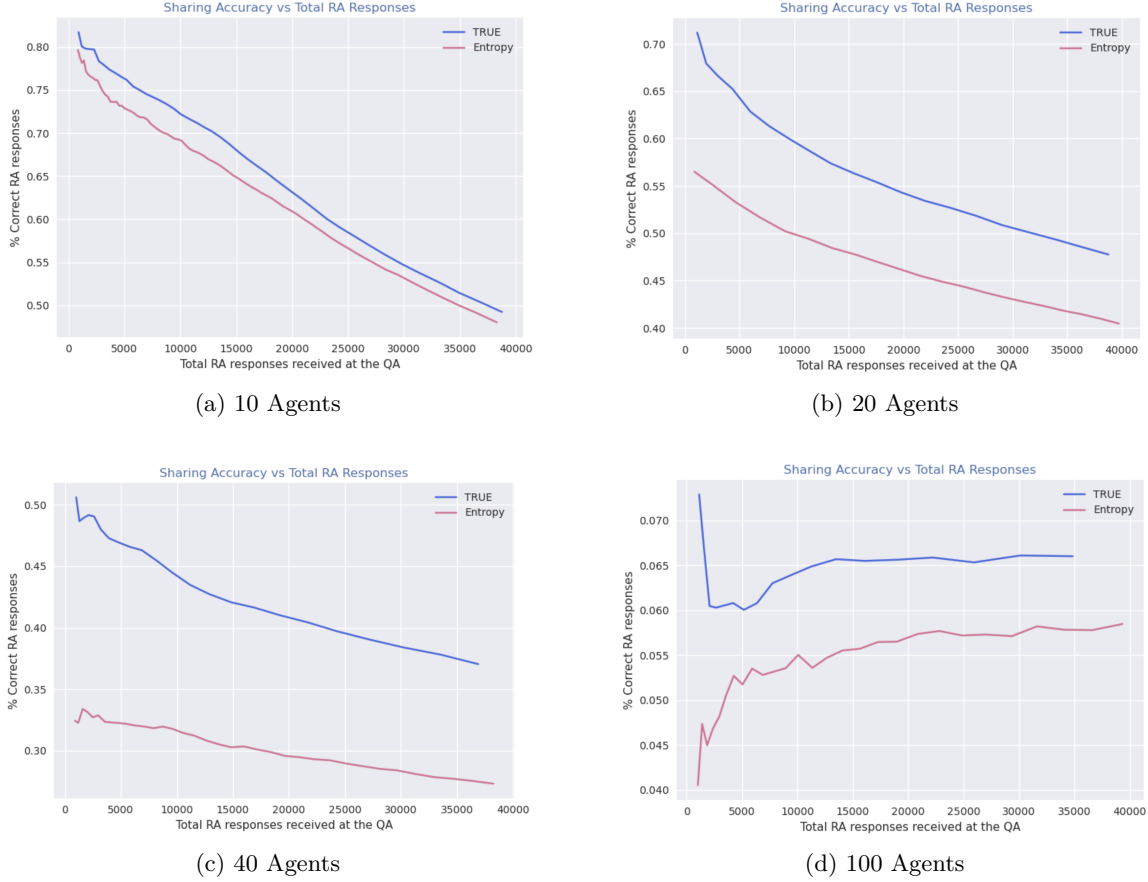 Sharing Accuracy vs Total RA Responses
TRUE
Entropy
% Correct RA responses
0.80
0.75
0.70
0.65
0.60
0.55
0.50
0 5000 10000 15000 20000 25000 30000 35000 40000
Total RA responses received at the QA
(a) 10 Agents
Sharing Accuracy vs Total RA Responses
TRUE
Entropy
% Correct RA responses
0.70
0.65
0.60
0.55
0.50
0.45
0.40
0 5000 10000 15000 20000 25000 30000 35000 40000
Total RA responses received at the QA
(b) 20 Agents
Sharing Accuracy vs Total RA Responses
TRUE
Entropy
% Correct RA responses
0.50
0.45
0.40
0.35
0.30
0 5000 10000 15000 20000 25000 30000 35000 40000
Total RA responses received at the QA
(c) 40 Agents
Sharing Accuracy vs Total RA Responses
TRUE
Entropy
% Correct RA responses
0.070
0.065
0.060
0.055
0.050
0.045
0.040
0 5000 10000 15000 20000 25000 30000 35000 40000
Total RA responses received at the QA
(d) 100 Agents